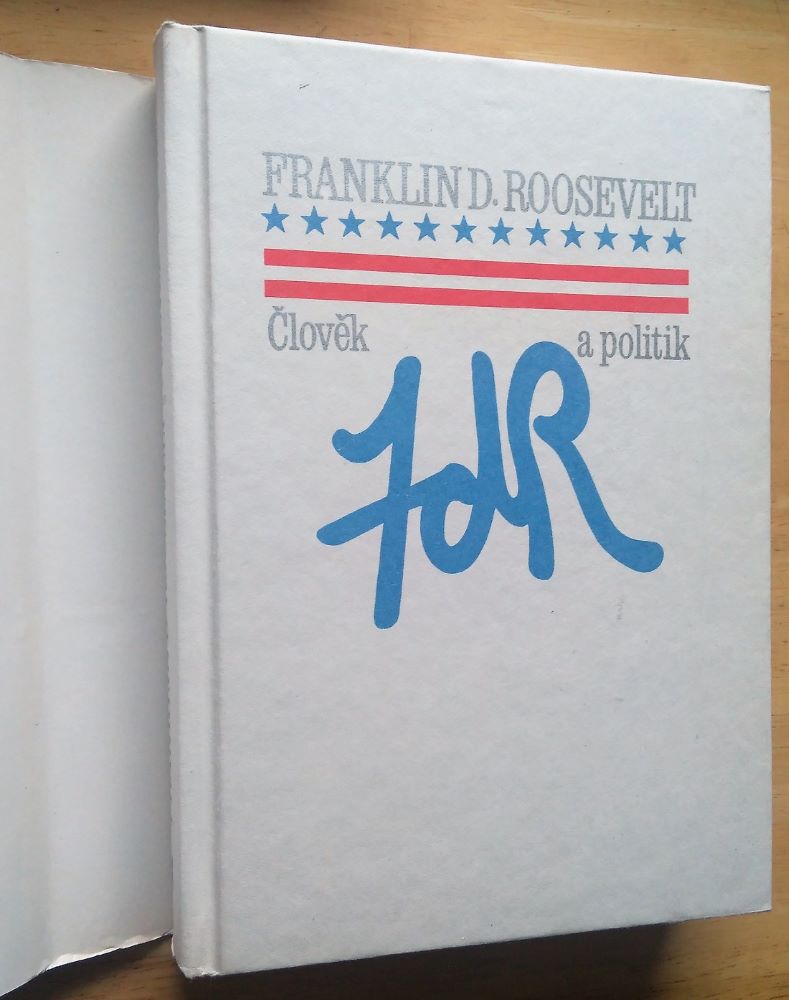 FRANKLIN D. ROOSEVELT
Člověk a politik
FdR